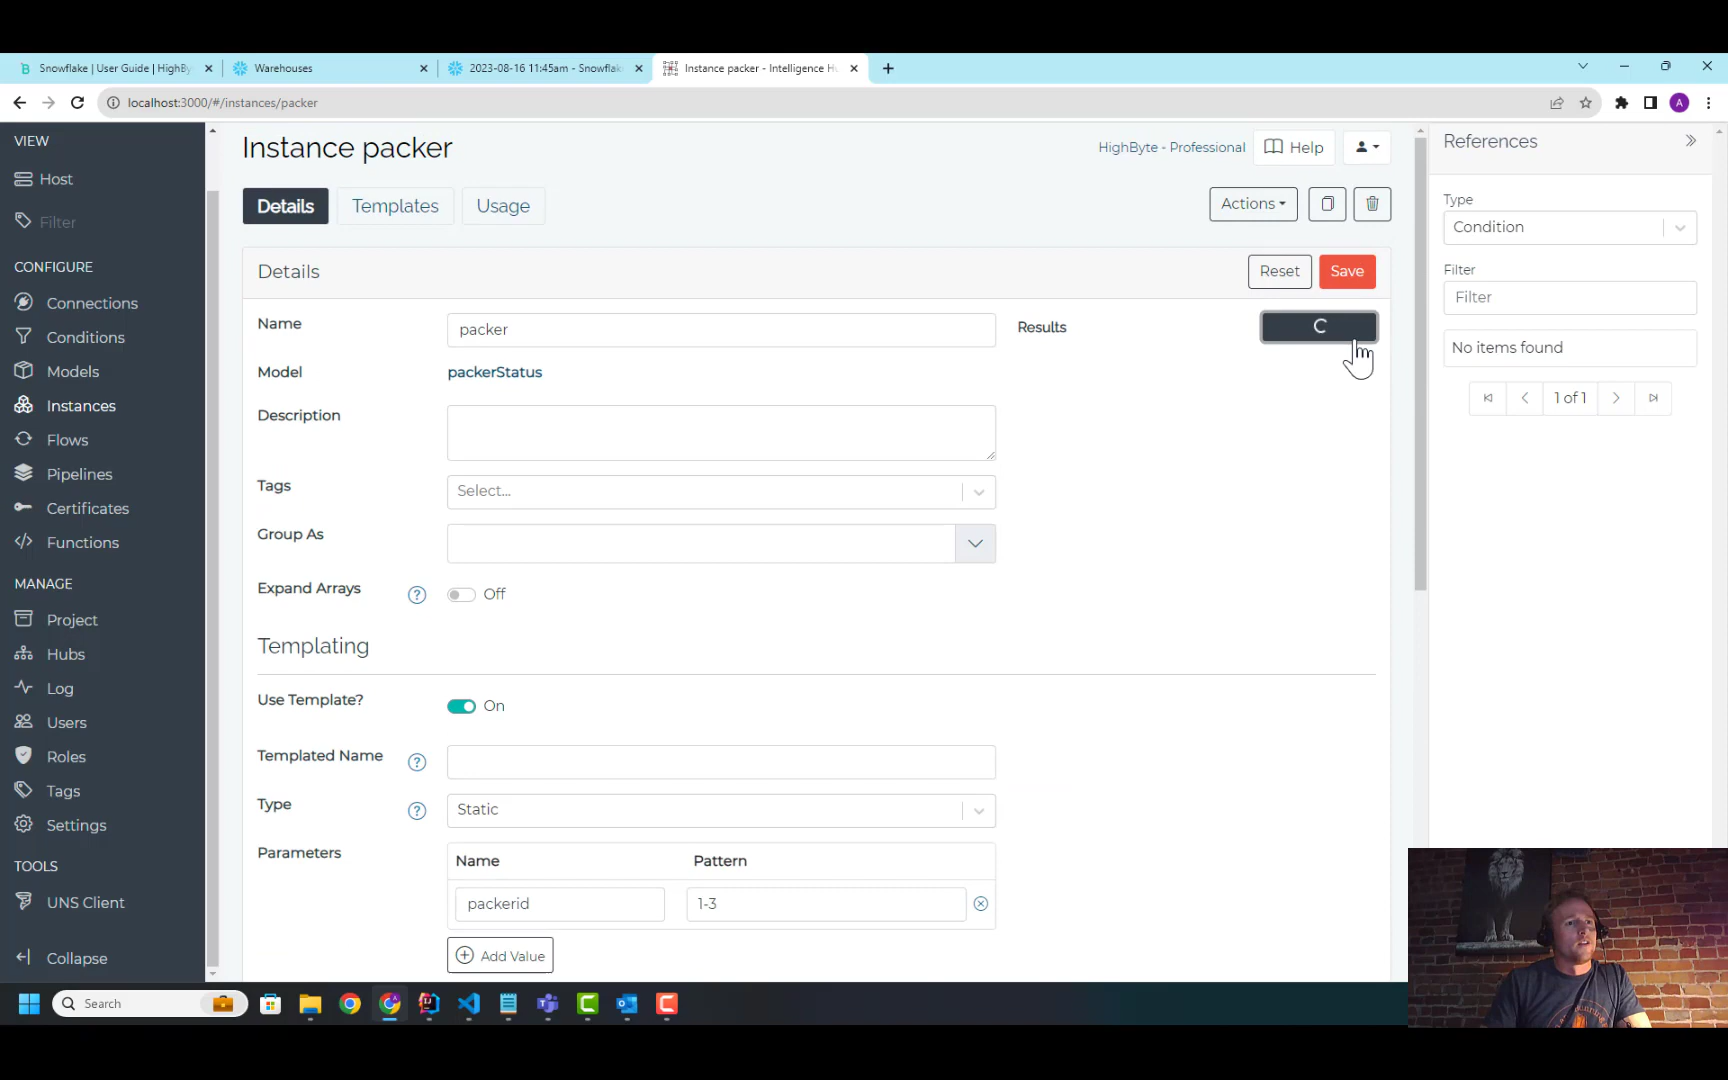 Snowflake | User Guide | HighBy
Warehouses
2023-08-16 11:45am - Snowflak
Instance packer - Intelligence H
localhost:3000/#/instances/packer
A
VIEW
Host
Filter
CONFIGURE
Connections
Conditions
Models
Instances
Flows
Pipelines
Certificates
Functions
MANAGE
Project
Hubs
Log
Users
Roles
Tags
Settings
TOOLS
UNS Client
Collapse
Instance packer
HighByte - Professional
Help
Details
Templates
Usage
Actions
Details
Reset
Save
Name
packer
Results
Model
packerStatus
Description
Tags
Select...
Group As
Expand Arrays
Off
Templating
Use Template?
On
Templated Name
Type
Static
Parameters
Name
Pattern
packerid
1-3
Add Value
References
Type
Condition
Filter
Filter
No items found
1 of 1
Search